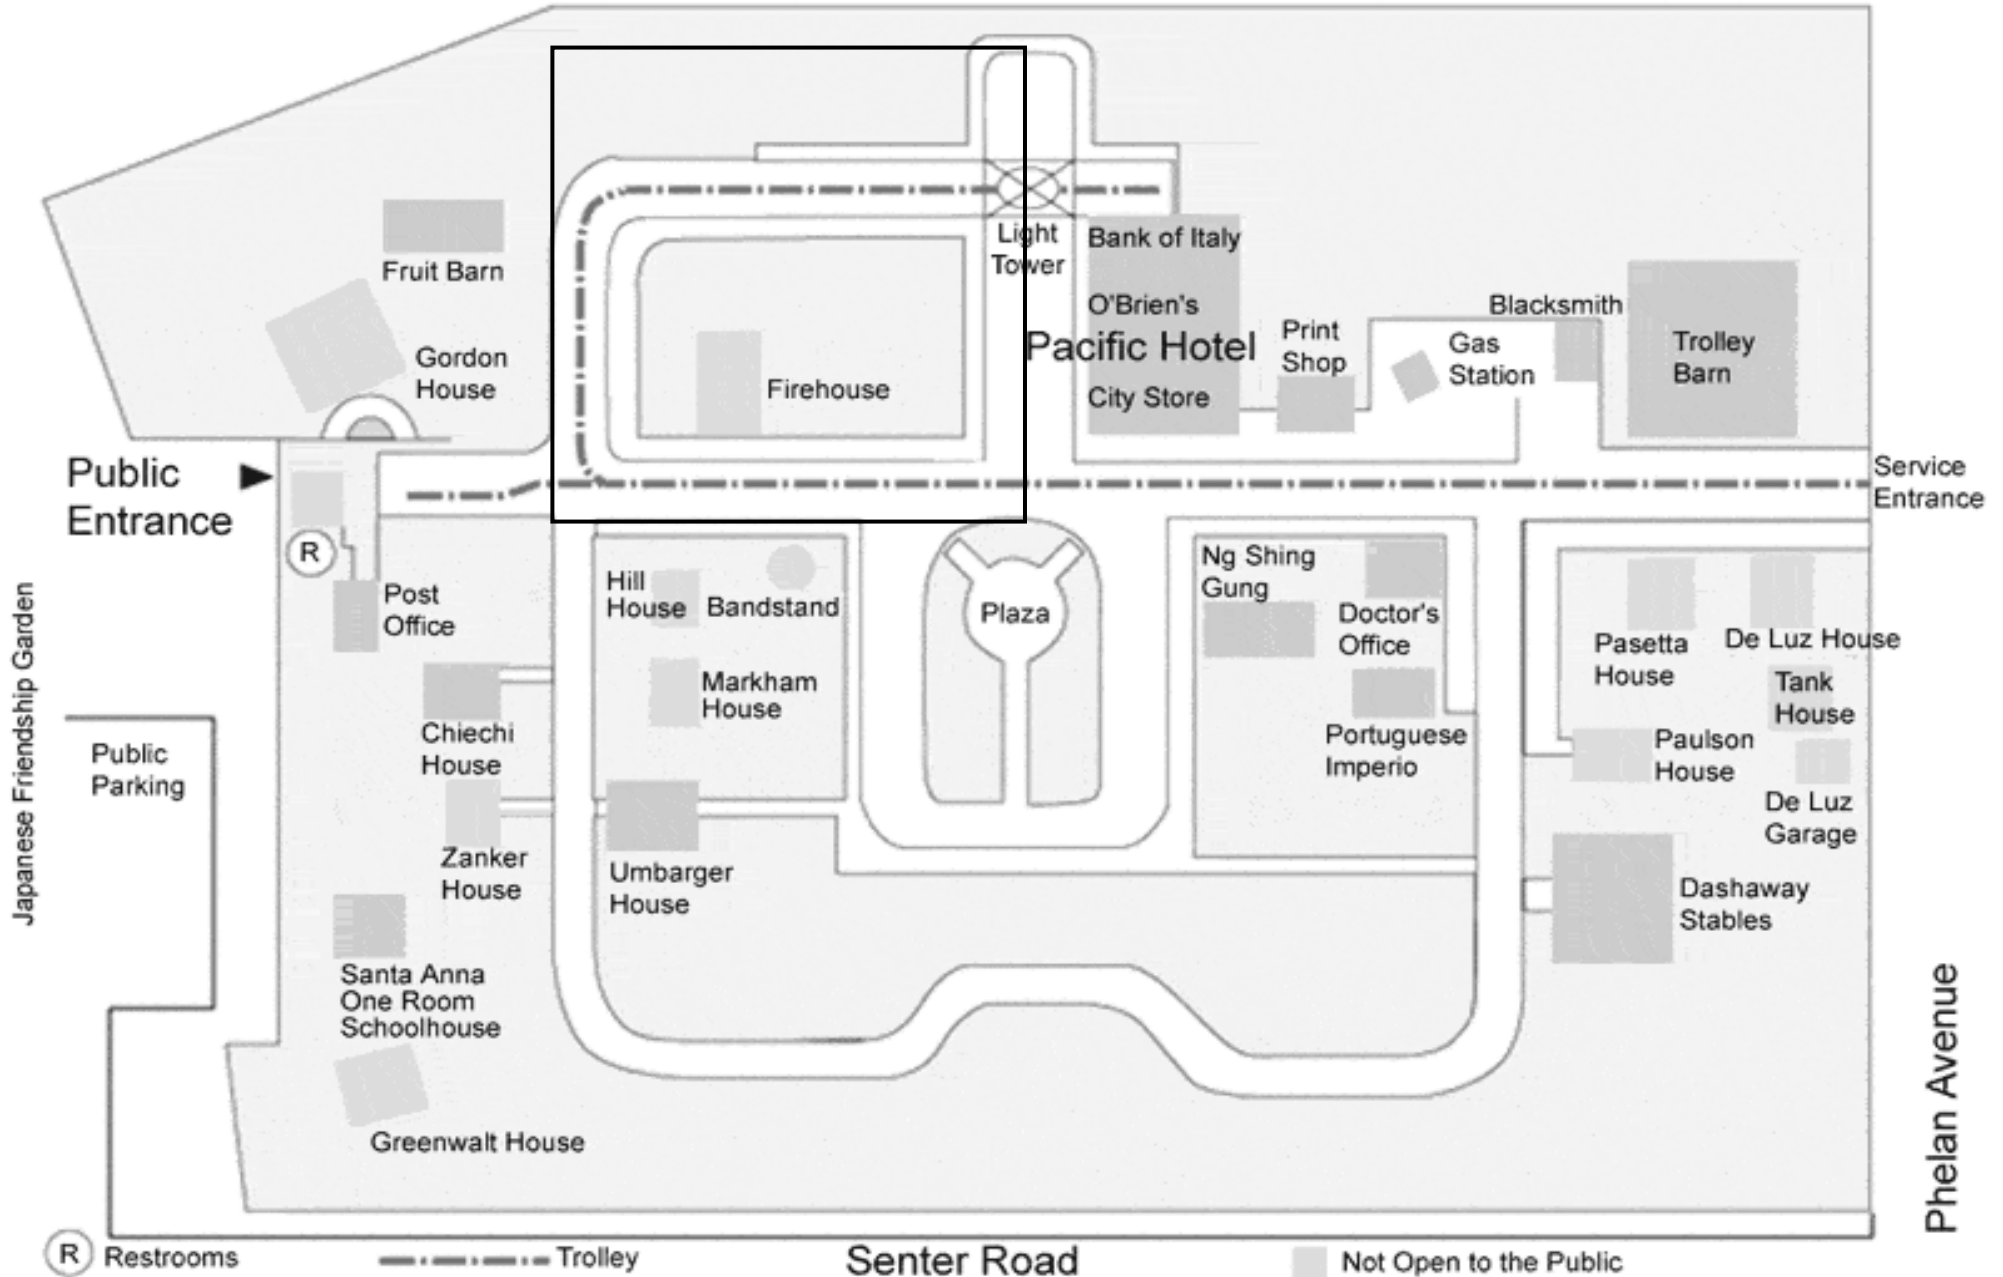 Light
Tower
Bank of Italy
Fruit Barn
O'Brien's
Blacksmith
Pacific Hotel
Print
Shop
Gas
Station
Trolley
Barn
Gordon
House
Firehouse
City Store
Public
Entrance
Service
Entrance
R
Ng Shing
Gung
Hill
House
Bandstand
Plaza
Post
Office
Doctor's
Office
Pasetta
House
De Luz House
Markham
House
Tank
House
Chiechi
House
Portuguese
Imperio
Paulson
House
Public
Parking
Japanese Friendship Garden
De Luz
Garage
Zanker
House
Umbarger
House
Dashaway
Stables
Santa Anna
One Room
Schoolhouse
Phelan Avenue
Greenwalt House
R Restrooms
Trolley
Senter Road
Not Open to the Public